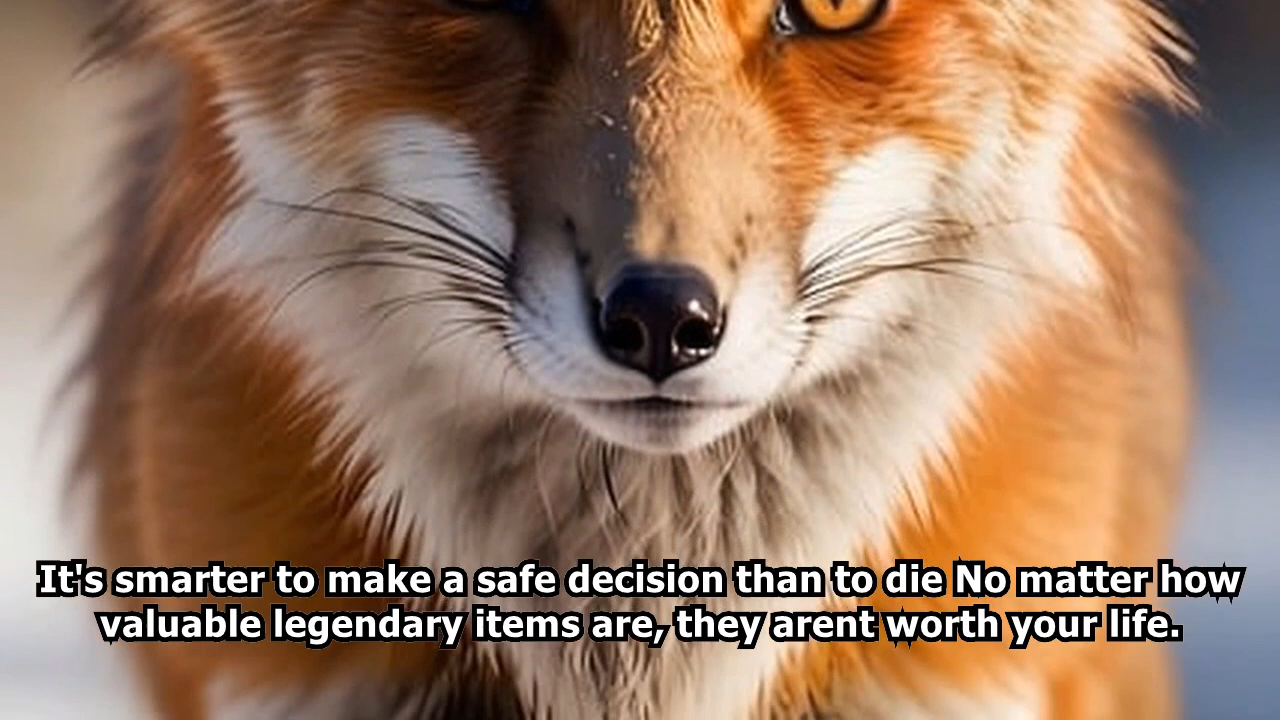 It's smarter to make a safe decision than to die No matter how
valuable legendary items are, they arent worth your life.